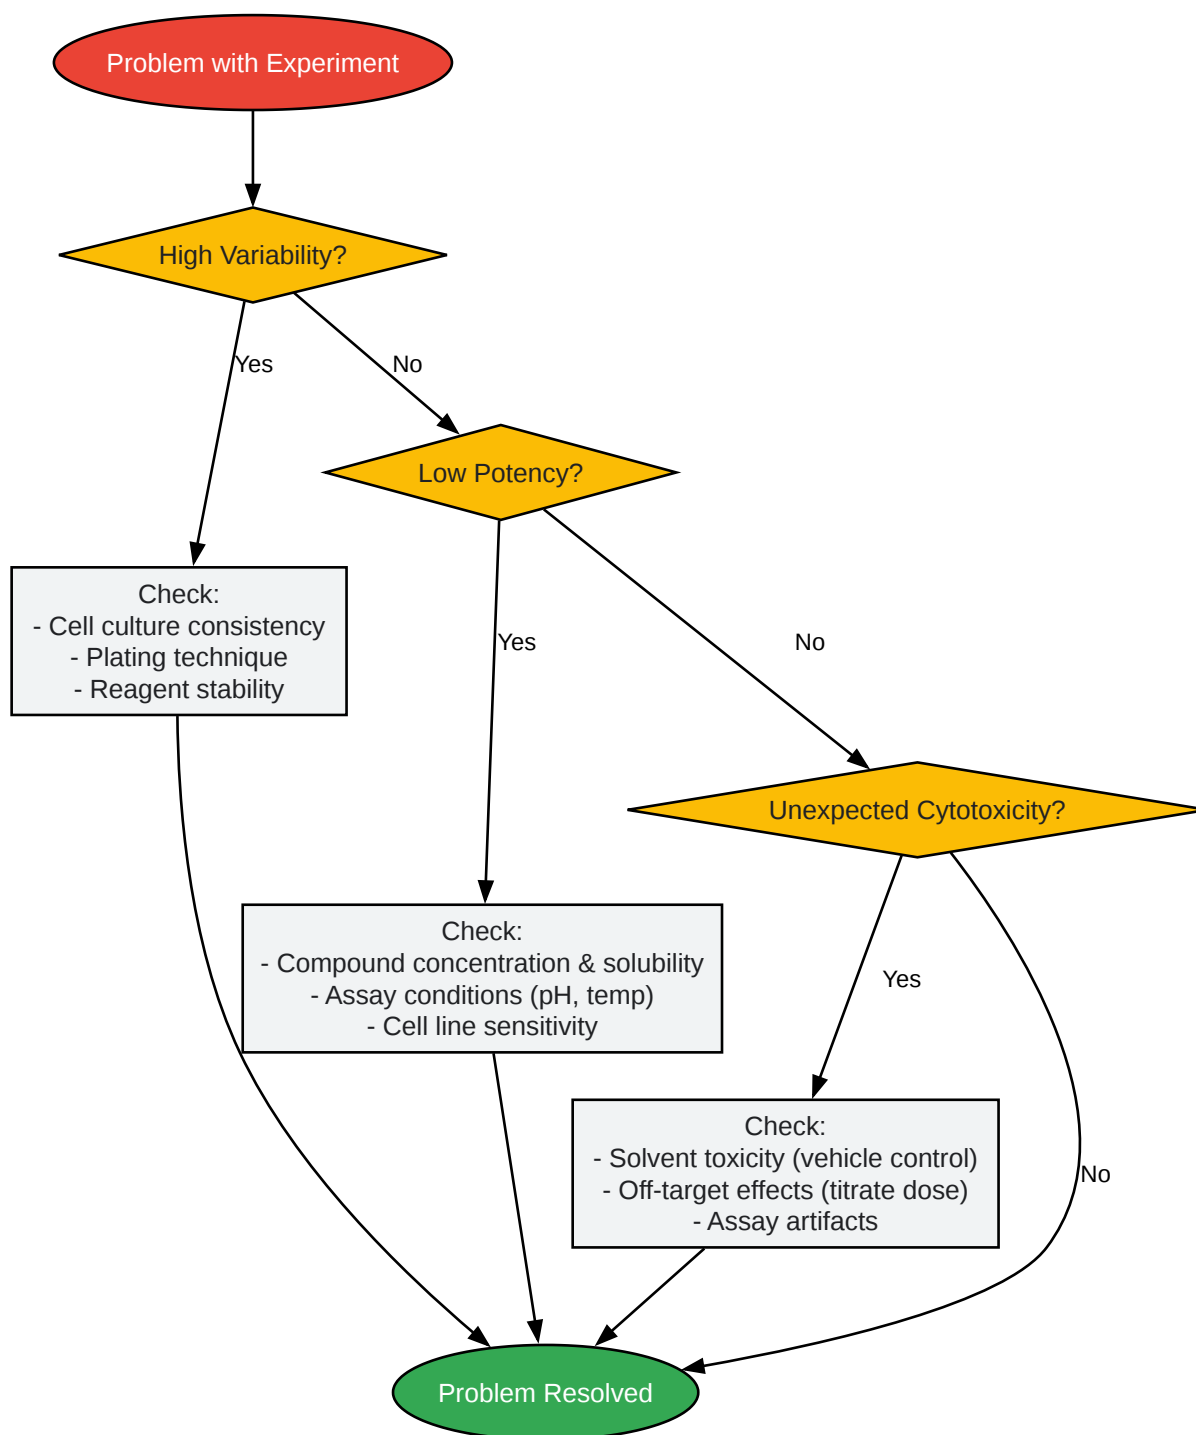 Problem with Experiment
High Variability?
Yes
No
Low Potency?
Check:
- Cell culture consistency
- Plating technique
- Reagent stability
Yes
No
Unexpected Cytotoxicity?
Check:
- Compound concentration & solubility
- Assay conditions (pH, temp)
- Cell line sensitivity
Yes
No
Check:
- Solvent toxicity (vehicle control)
- Off-target effects (titrate dose)
- Assay artifacts
Problem Resolved